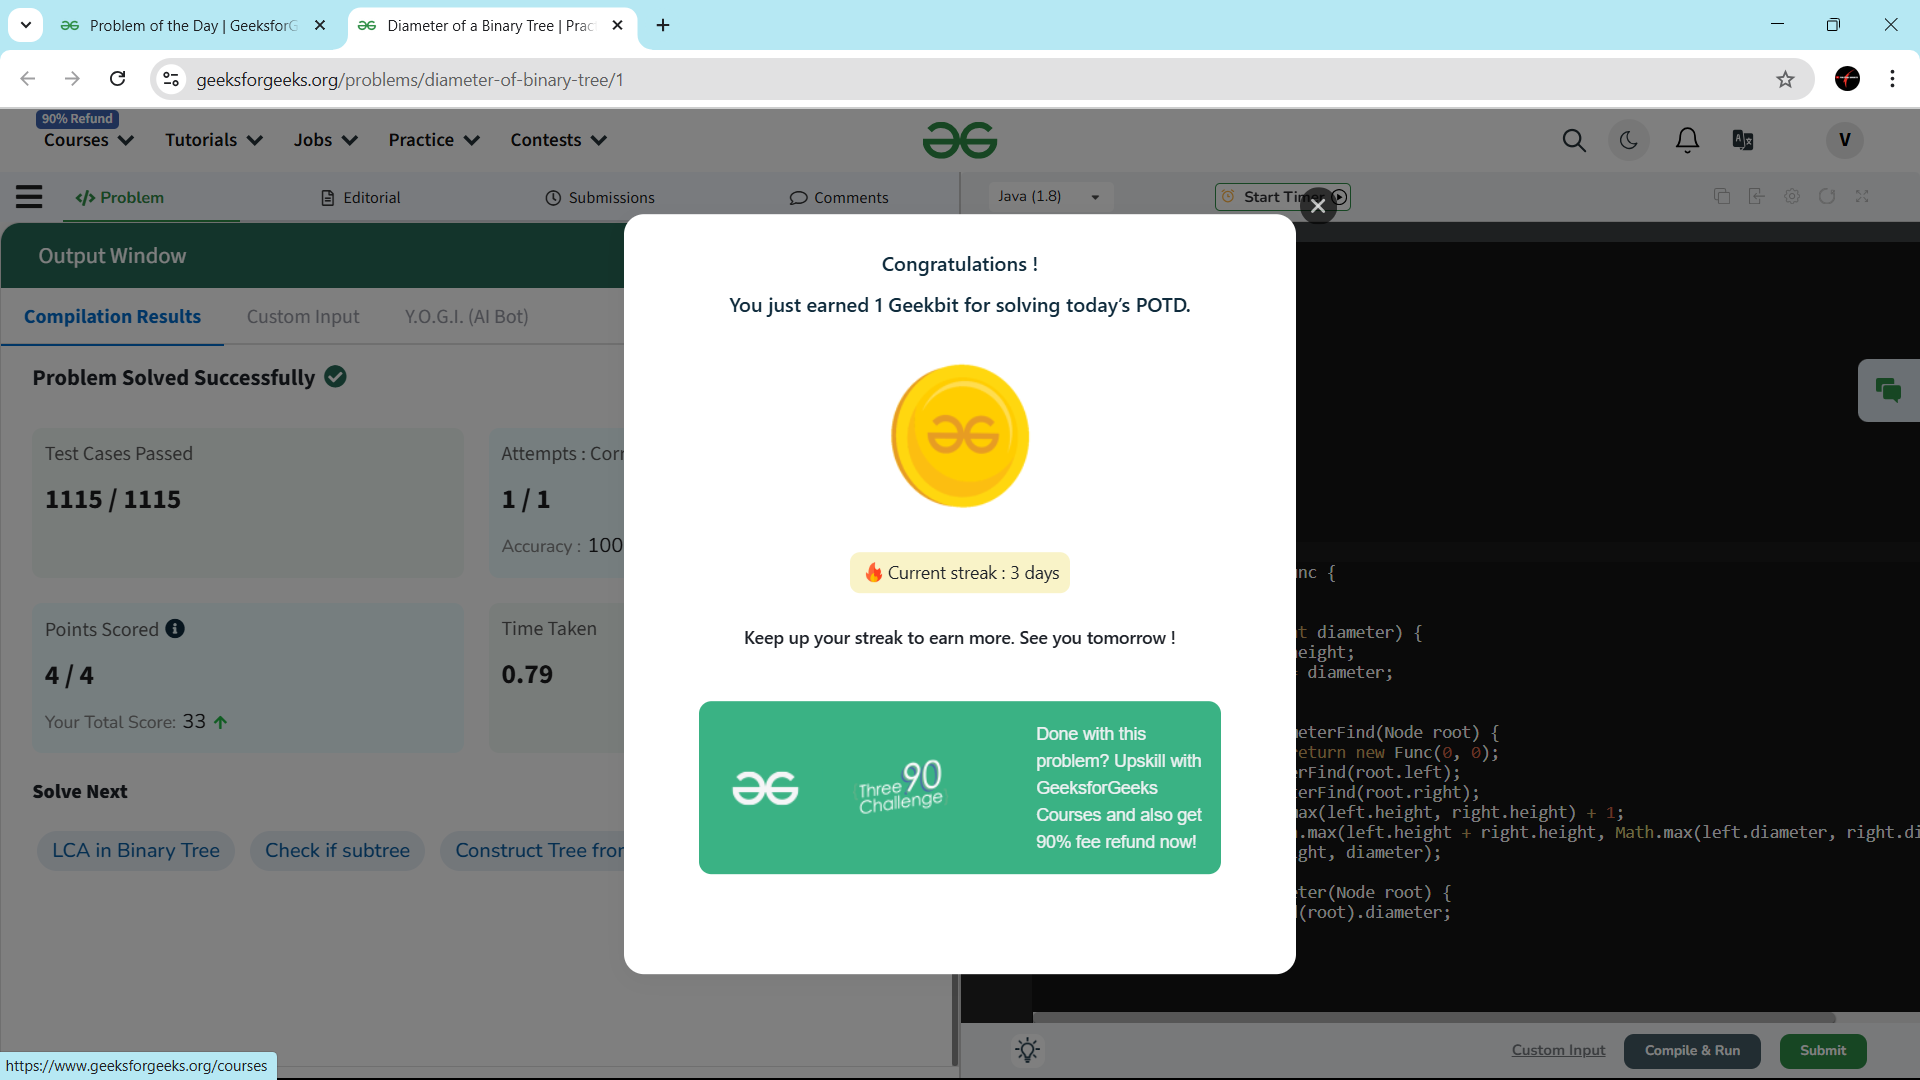 Problem of the Day | GeeksforG
Diameter of a Binary Tree | Prac
geeksforgeeks.org/problems/diameter-of-binary-tree/1
90% Refund
Courses Tutorials Jobs Practice Contests
V
</> Problem Editorial Submissions Comments
Java (1.8)
Start Timer
Output Window
Compilation Results Custom Input Y.O.G.I. (AI Bot)
Problem Solved Successfully
Test Cases Passed
1115 / 1115
Attempts : Corr
1 / 1
Accuracy : 100
Points Scored
4 / 4
Your Total Score: 33
Time Taken
0.79
Solve Next
LCA in Binary Tree Check if subtree Construct Tree from
Congratulations !
You just earned 1 Geekbit for solving today's POTD.
Current streak : 3 days
Keep up your streak to earn more. See you tomorrow !
Three 90
Challenge
Done with this
problem? Upskill with
GeeksforGeeks
Courses and also get
90% fee refund now!
nc {
t diameter) {
eight;
= diameter;
meterFind(Node root) {
return new Func(0, 0);
erFind(root.left);
terFind(root.right);
max(left.height, right.height) + 1;
.max(left.height + right.height, Math.max(left.diameter, right.di
ght, diameter);
eter(Node root) {
(root).diameter;
Custom Input Compile & Run Submit
https://www.geeksforgeeks.org/courses